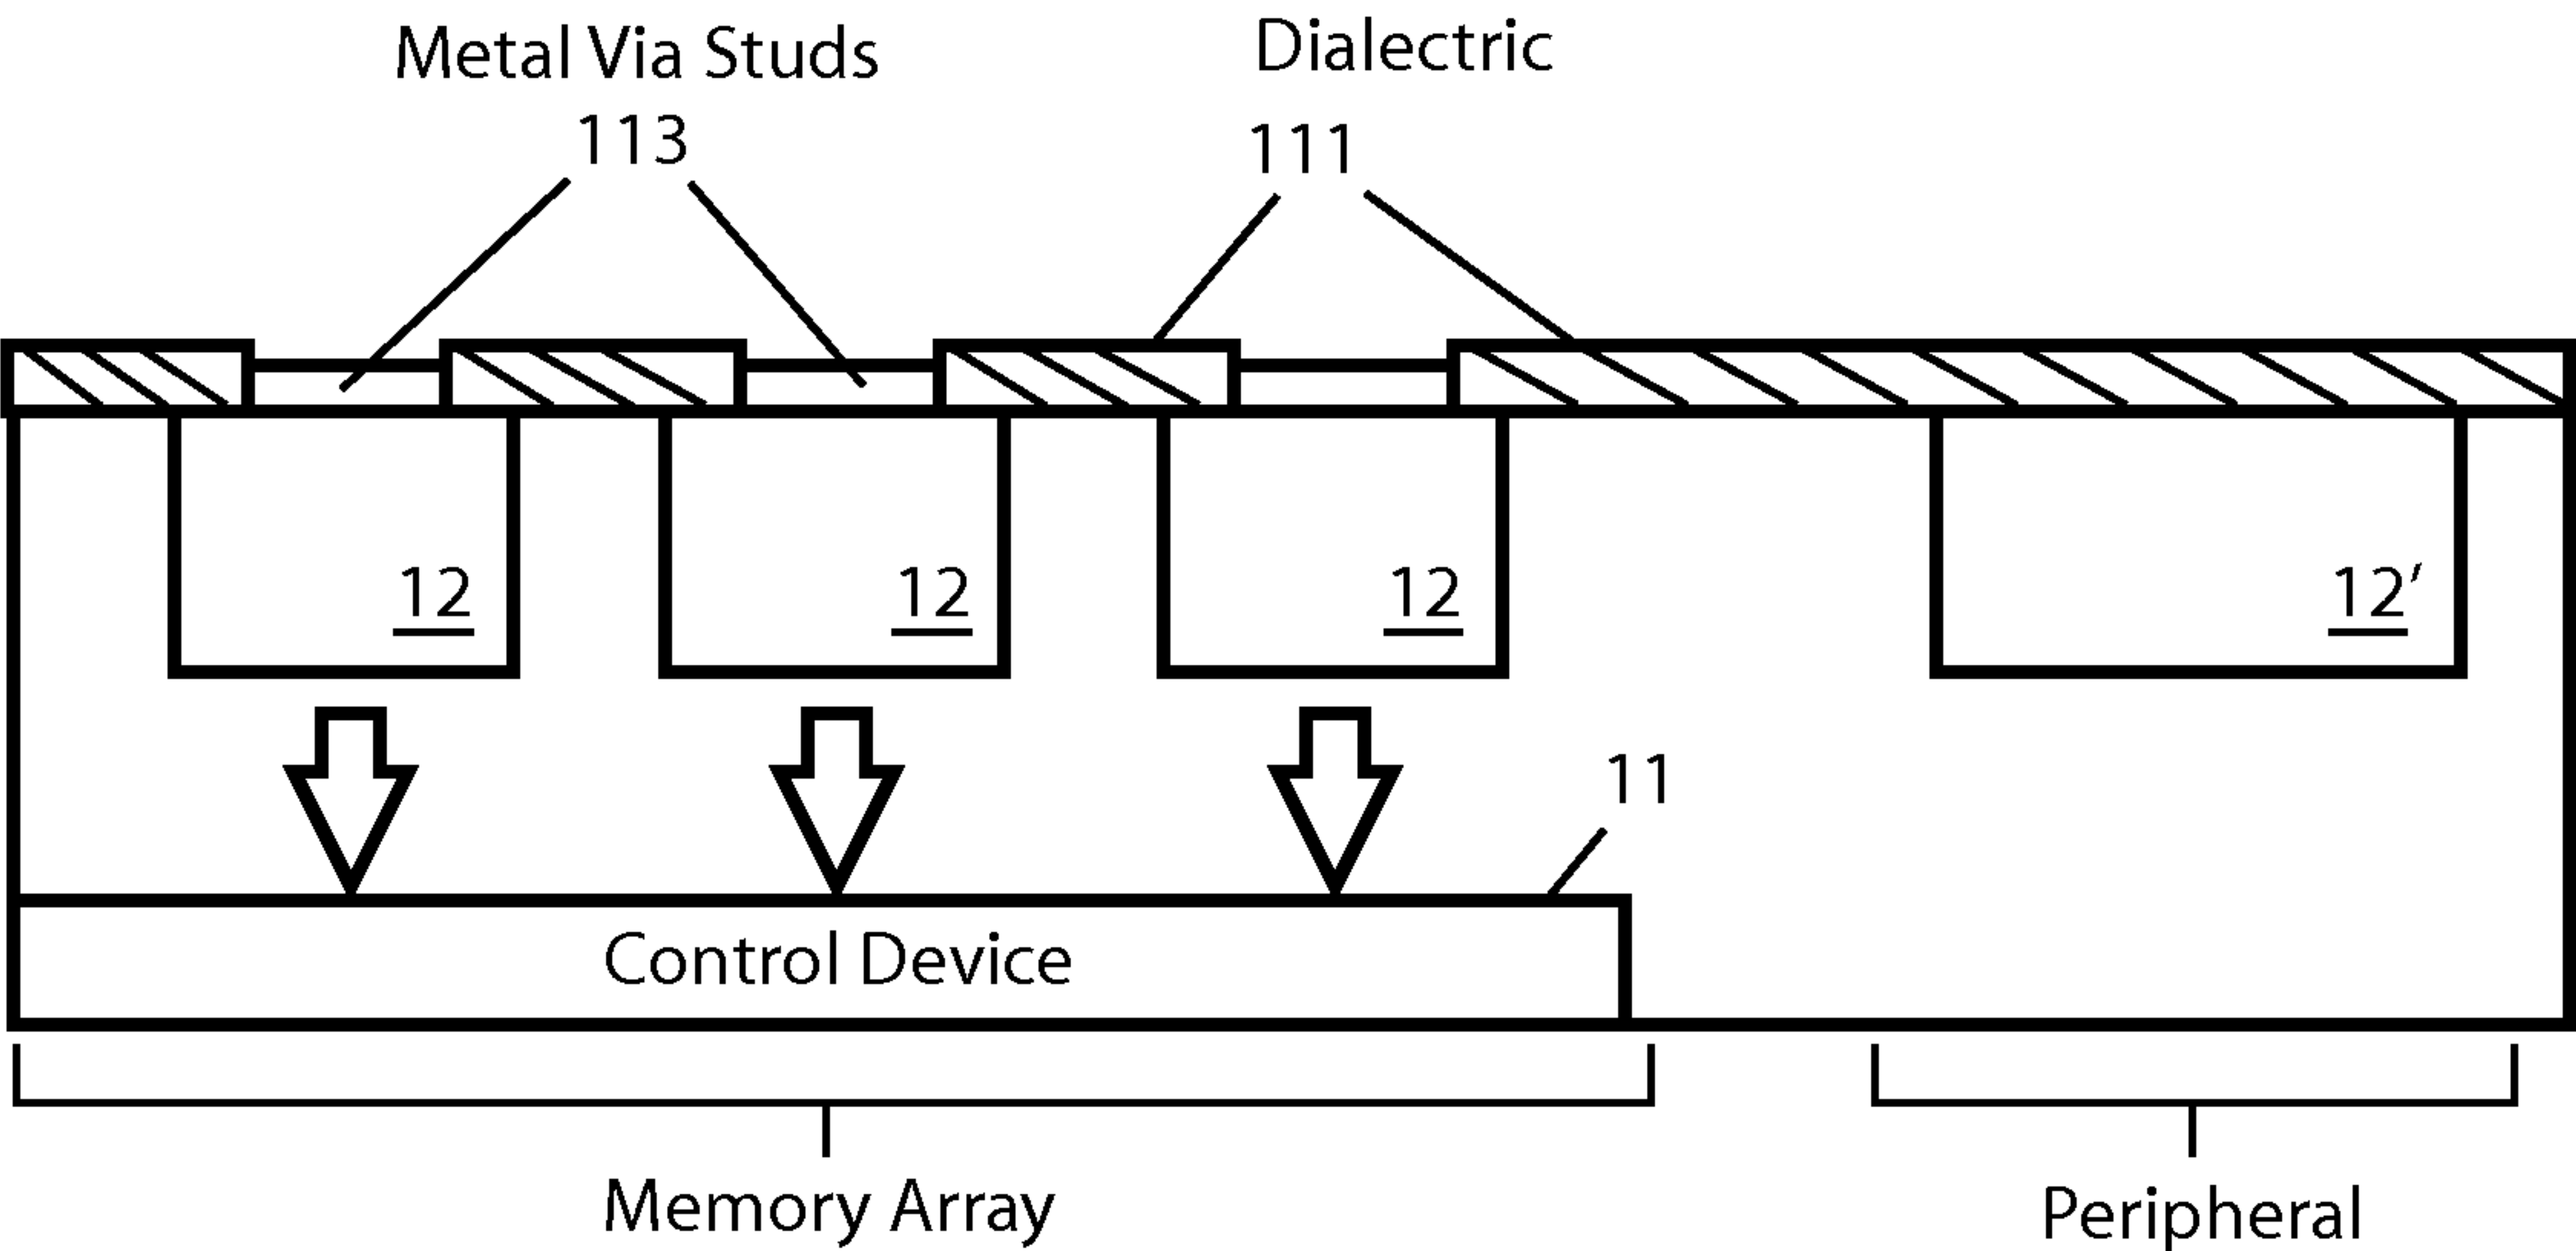 Metal Via Studs
113
Dialectric
111
12
12
12
12′
11
Control Device
Memory Array
Peripheral